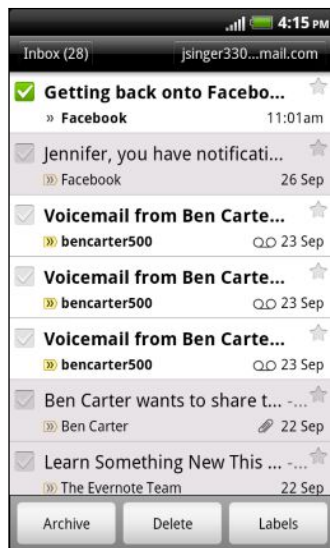 4:15 PM
Inbox (28) jsinger330...mail.com
Getting back onto Facebo...
» Facebook 11:01am
Jennifer, you have notificati...
» Facebook 26 Sep
Voicemail from Ben Carte...
» bencarter500 23 Sep
Voicemail from Ben Carte...
» bencarter500 23 Sep
Voicemail from Ben Carte...
» bencarter500 23 Sep
Ben Carter wants to share t... -...
» Ben Carter 22 Sep
Learn Something New This ... -...
» The Evernote Team 22 Sep
Archive Delete Labels